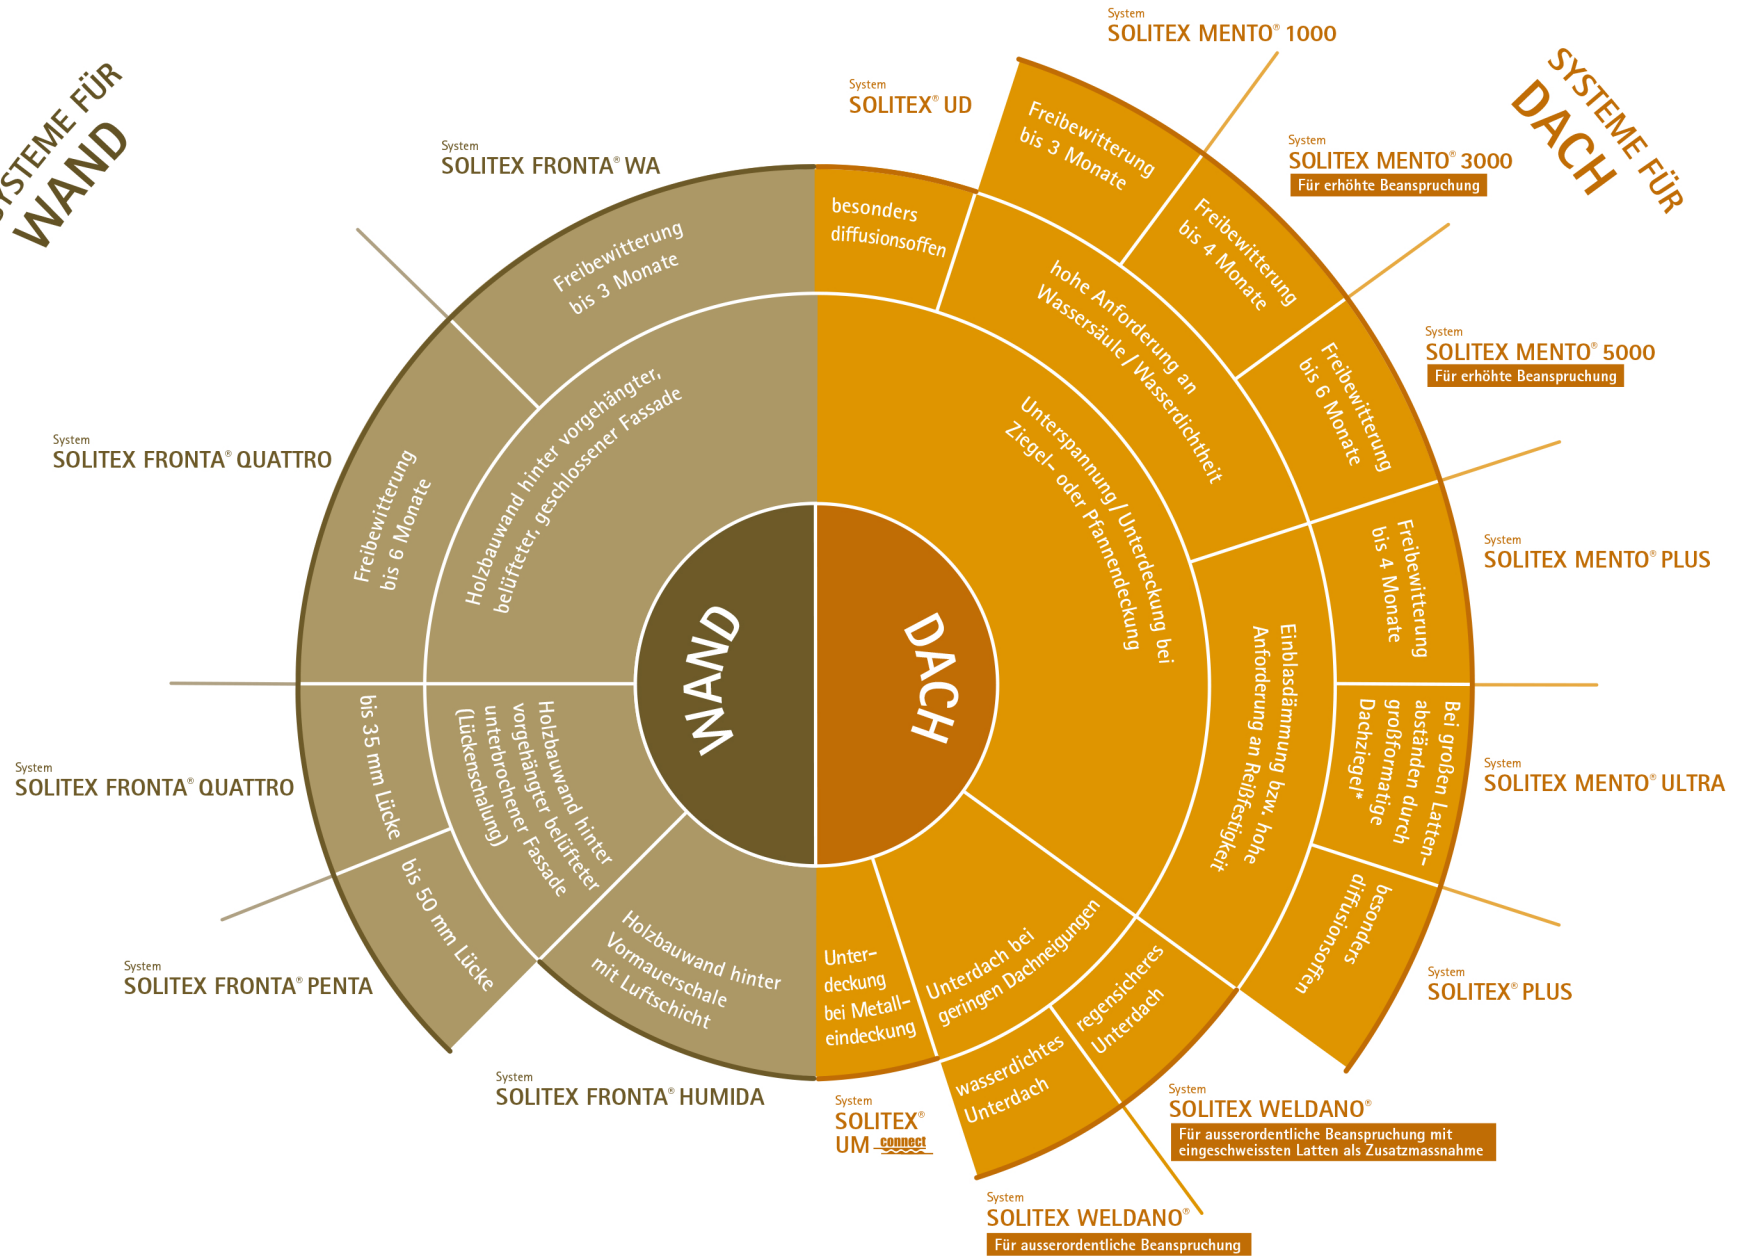 SYSTEME FÜR
WAND
System
SOLITEX FRONTA® WA
System
SOLITEX FRONTA® QUATTRO
System
SOLITEX FRONTA® QUATTRO
System
SOLITEX FRONTA® PENTA
System
SOLITEX FRONTA® HUMIDA
WAND
Freibewitterung
bis 3 Monate
Freibewitterung
bis 6 Monate
Holzbauwand hinter vorgehängter,
belüfteter, geschlossener Fassade
bis 35 mm Lücke
bis 50 mm Lücke
Holzbauwand hinter
vorgehängter belüfteter
unterbrochener Fassade
(Lückenschalung)
Holzbauwand hinter
Vormauerschale
mit Luftschicht
SYSTEME FÜR
DACH
System
SOLITEX® UD
System
SOLITEX MENTO® 1000
System
SOLITEX MENTO® 3000
Für erhöhte Beanspruchung
System
SOLITEX MENTO® 5000
Für erhöhte Beanspruchung
System
SOLITEX MENTO® PLUS
System
SOLITEX MENTO® ULTRA
System
SOLITEX® PLUS
System
SOLITEX WELDANO®
Für ausserordentliche Beanspruchung mit
eingeschweissten Latten als Zusatzmassnahme
System
SOLITEX WELDANO®
Für ausserordentliche Beanspruchung
System
SOLITEX®
UM connect
DACH
besonders
diffusionsoffen
Freibewitterung
bis 3 Monate
Freibewitterung
bis 4 Monate
Freibewitterung
bis 6 Monate
hohe Anforderung an
Wassersäule / Wasserdichtheit
Unterspannung / Unterdeckung bei
Ziegel- oder Pfannendeckung
Freibewitterung
bis 4 Monate
Bei großen Latten-
abständen durch
großformatige
Dachziegel*
besonders
diffusionsoffen
Einblasdämmung bzw. hohe
Anforderung an Reißfestigkeit
Unterdach bei
geringen Dachneigungen
regensicheres
Unterdach
wasserdichtes
Unterdach
Unter-
deckung
bei Metall-
eindeckung